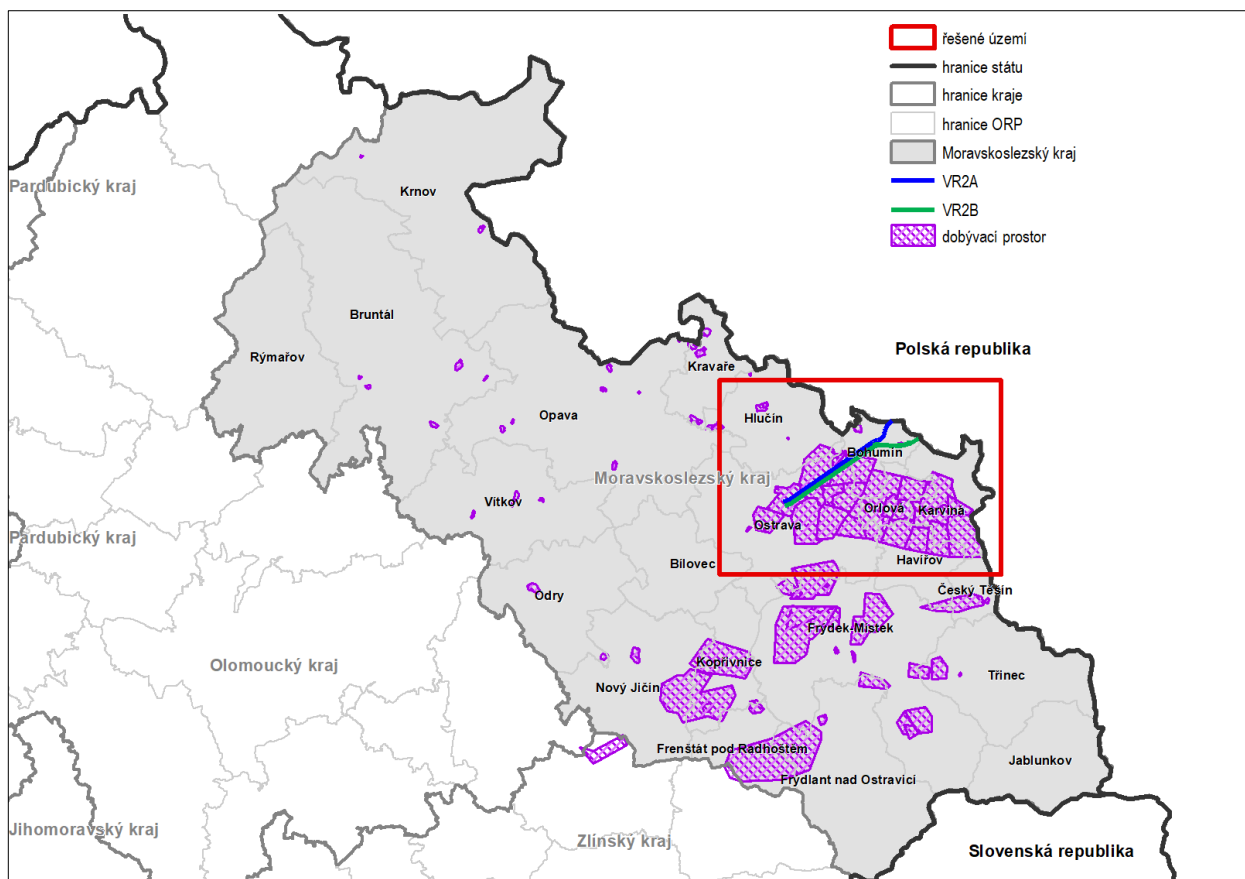 řešené území
hranice státu
hranice kraje
hranice ORP
Moravskoslezský kraj
VR2A
VR2B
dobývací prostor
Pardubický kraj
Krnov
Bruntál
Rýmařov
Polská republika
Kravaře
Opava
Hlučín
Bohumín
Moravskoslezský kraj
Vítkov
Orlová
Karviná
Ostrava
Pardubický kraj
Havířov
Bílovec
Český Těšín
Odry
Frýdek-Místek
Olomoucký kraj
Kopřivnice
Třinec
Nový Jičín
Frenštát pod Radhoštěm
Jablunkov
Frýdlant nad Ostravicí
Jihomoravský kraj
Zlínský kraj
Slovenská republika